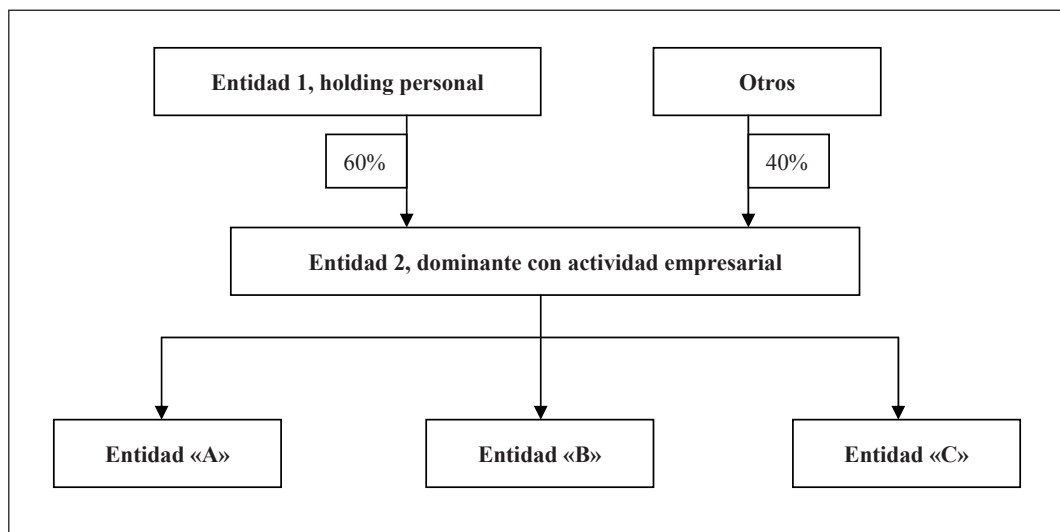 Entidad 1, holding personal
Otros
60%
40%
Entidad 2, dominante con actividad empresarial
Entidad «A»
Entidad «B»
Entidad «C»